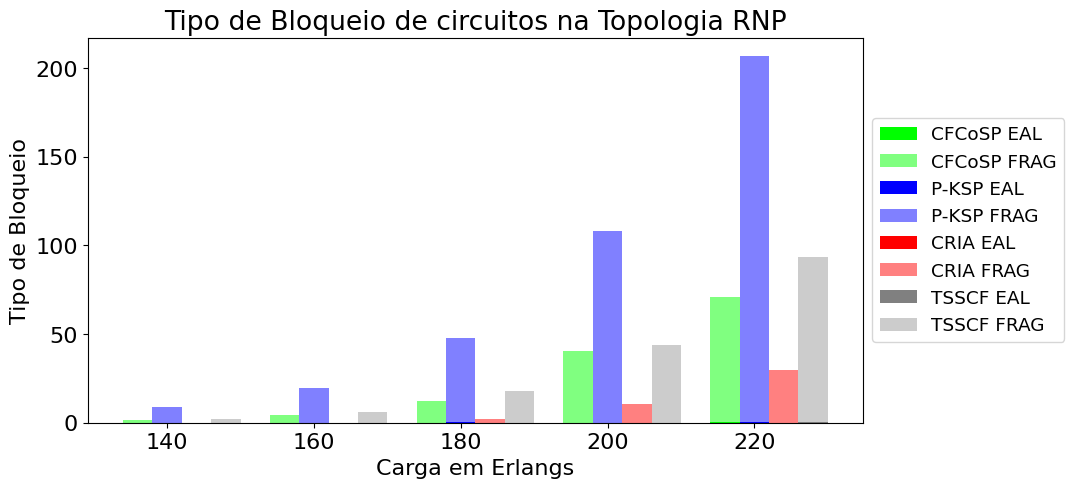 Tipo de Bloqueio de circuitos na Topologia RNP
Tipo de Bloqueio
200
150
100
50
0
140 160 180 200 220
Carga em Erlangs
CFCoSP EAL
CFCoSP FRAG
P-KSP EAL
P-KSP FRAG
CRIA EAL
CRIA FRAG
TSSCF EAL
TSSCF FRAG